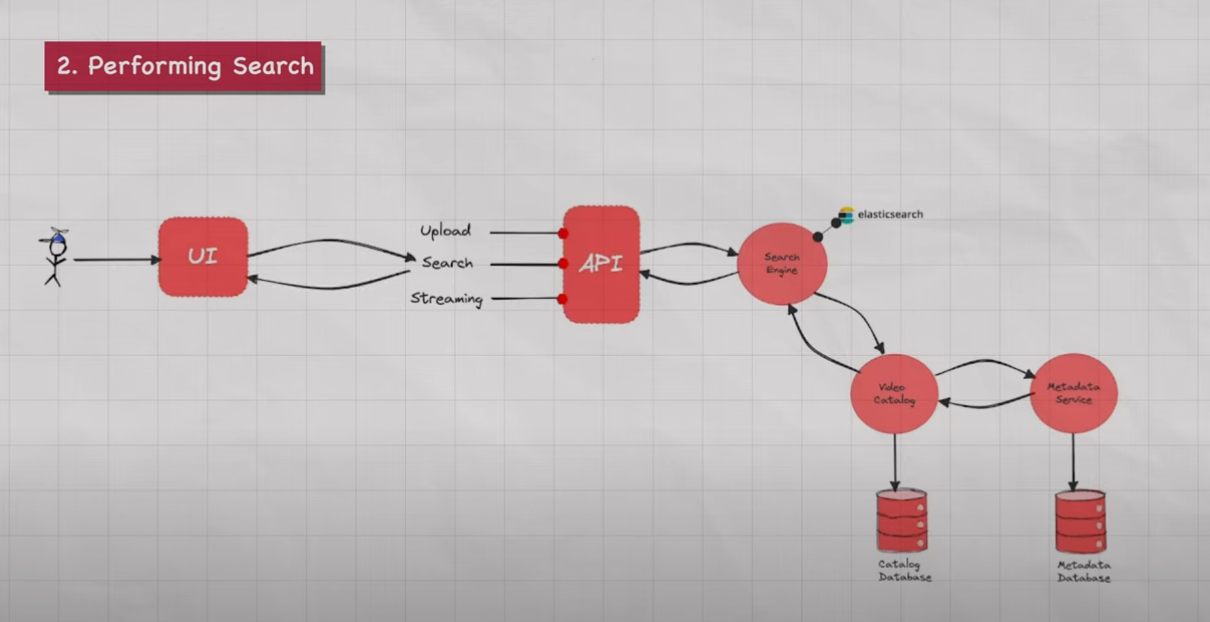 2. Performing Search
elasticsearch
Upload
UI
Search
API
Search
Engine
Streaming
Video
Catalog
Metadata
Service
Catalog
Database
Metadata
Database